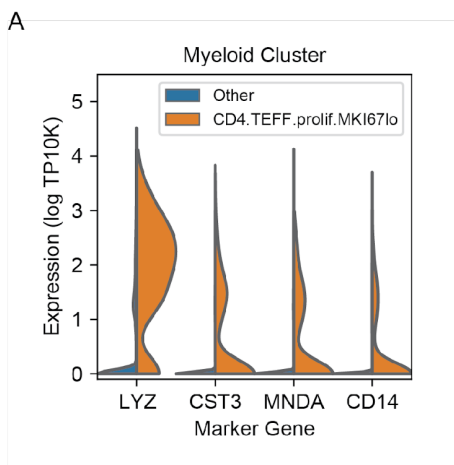 A
Myeloid Cluster
Other
CD4.TEFF.prolif.MKI67lo
Expression (log TP10K)
5
4
3
2
1
0
LYZ CST3 MNDA CD14
Marker Gene